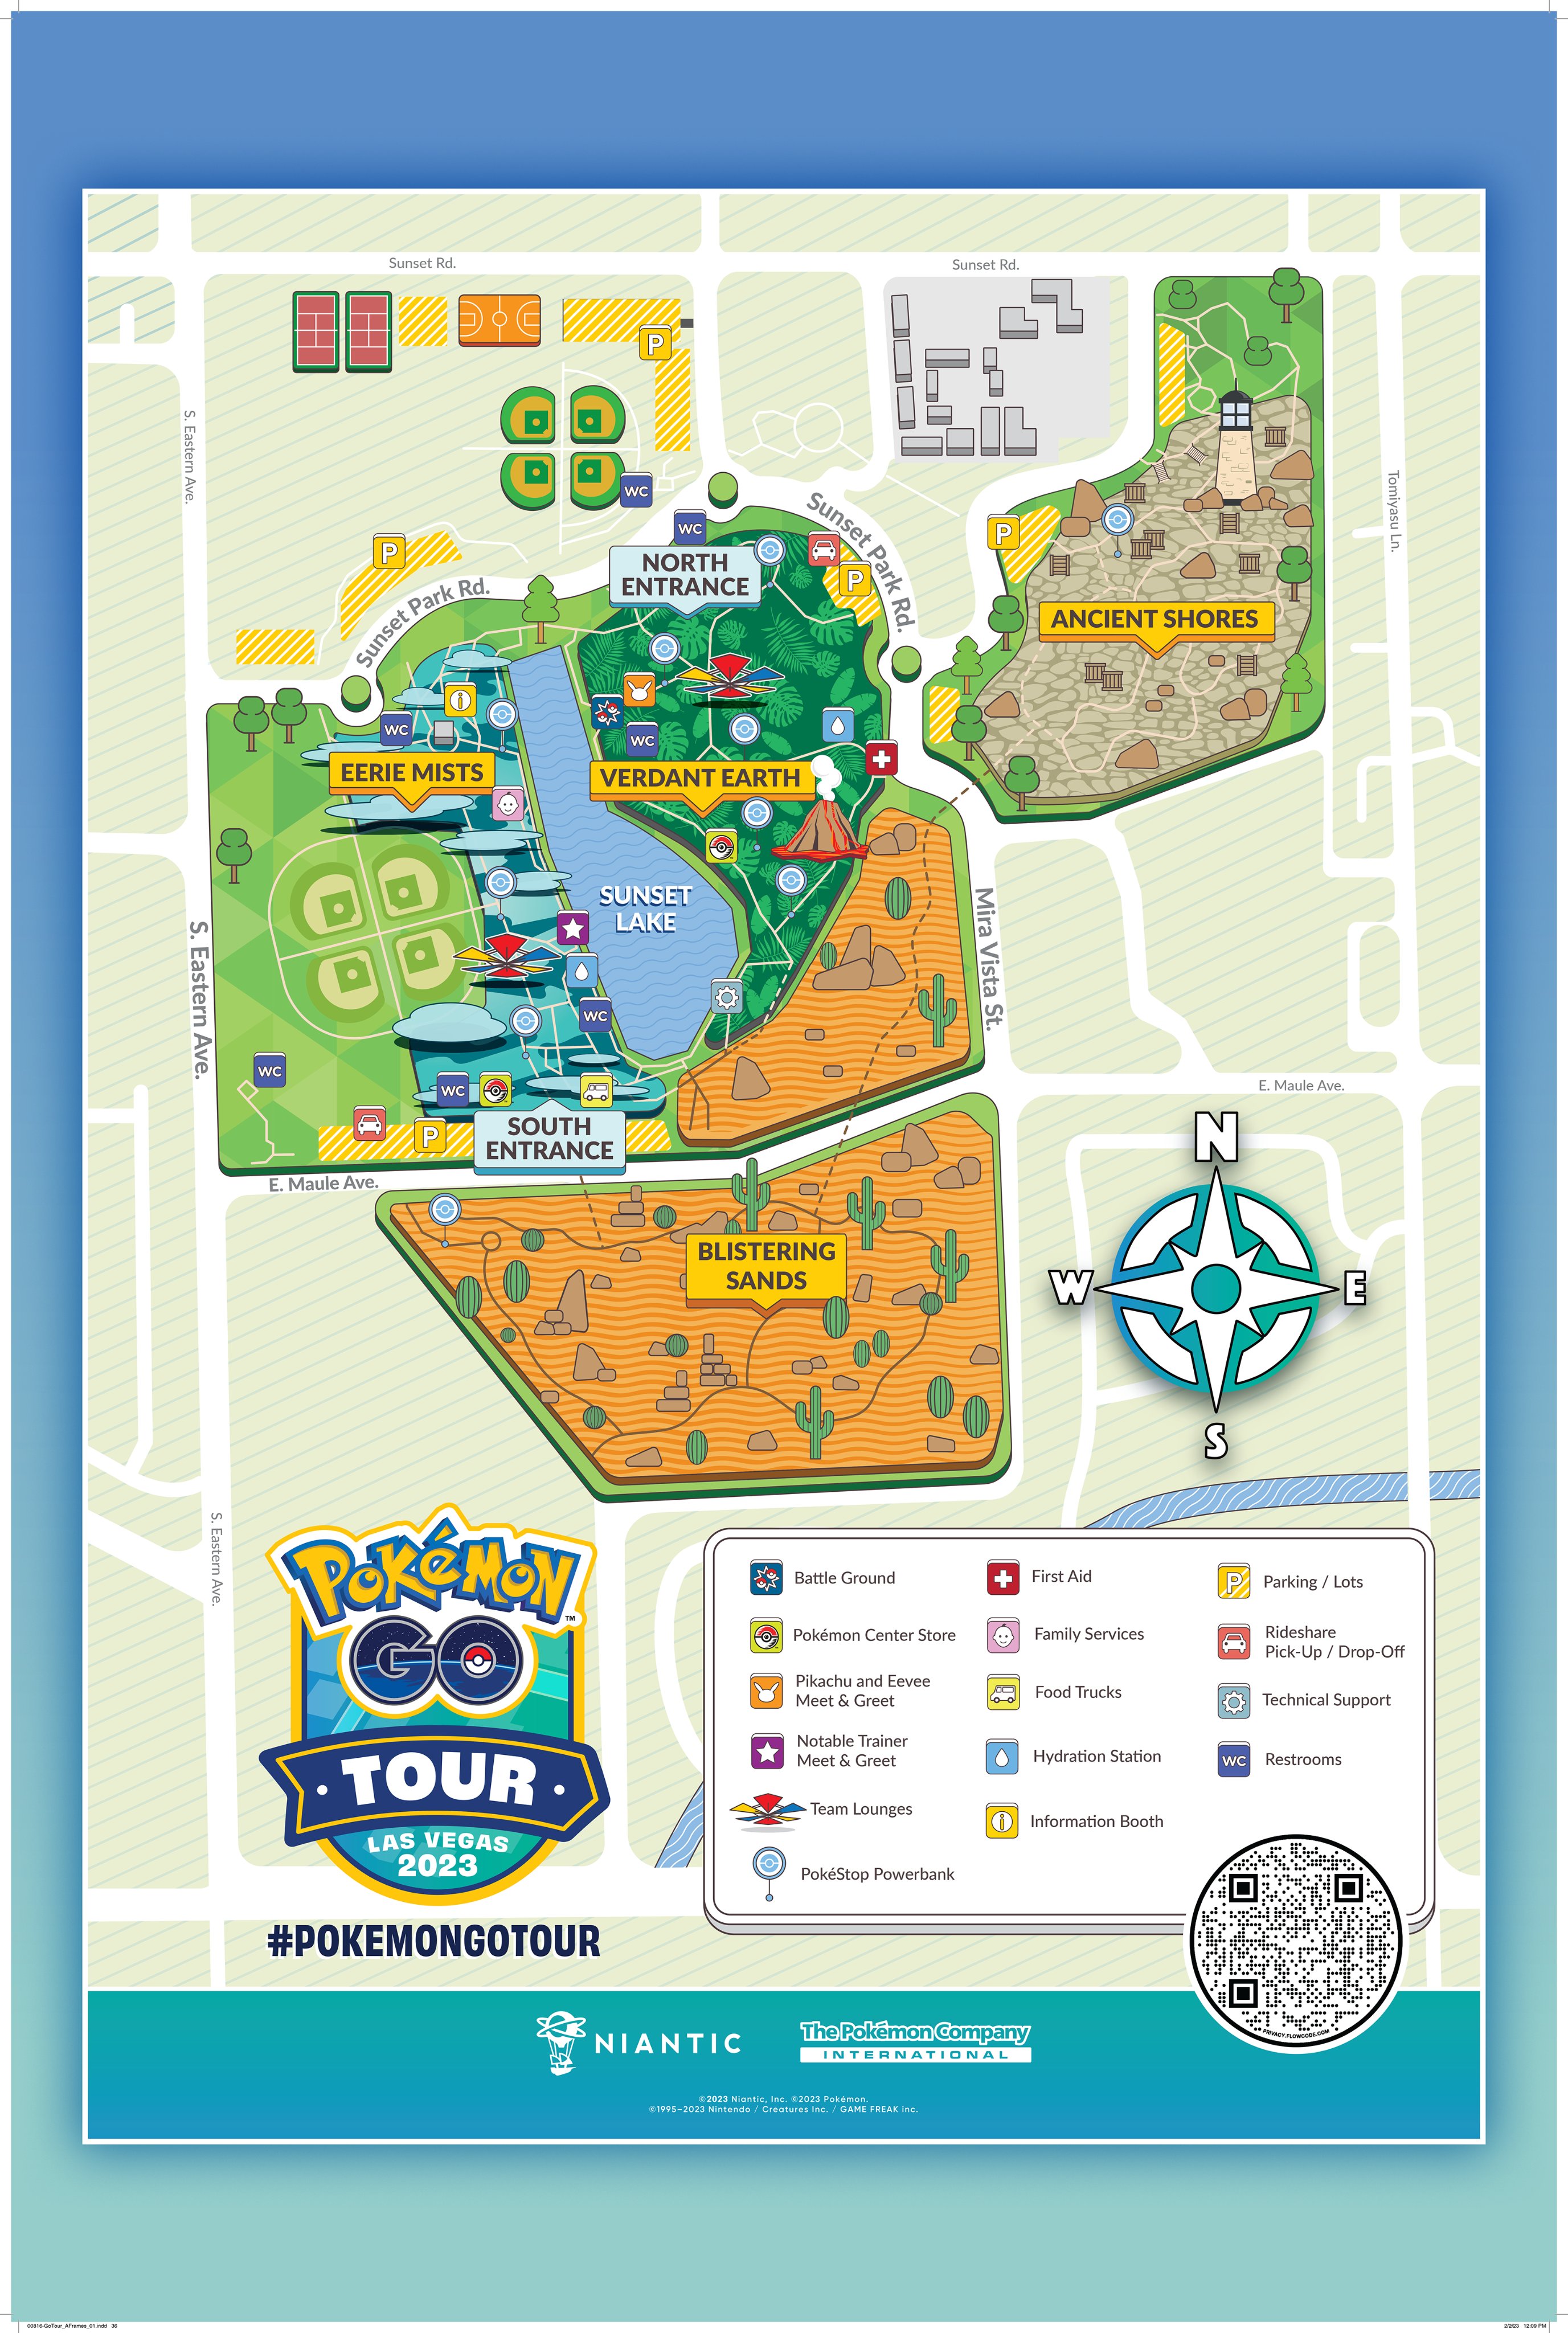 Sunset Rd.
Sunset Rd.
S. Eastern Ave.
Tomiyasu Ln.
P
WC
WC
P
P
P
Sunset Park Rd.
Sunset Park Rd.
NORTH
ENTRANCE
ANCIENT SHORES
i
WC
WC
EERIE MISTS
VERDANT EARTH
SUNSET
LAKE
S. Eastern Ave.
Mira Vista St.
WC
WC
WC
P
SOUTH
ENTRANCE
E. Maule Ave.
E. Maule Ave.
BLISTERING
SANDS
N
W
E
S
S. Eastern Ave.
POKéMON
™
GO
TOUR
LAS VEGAS
2023
#POKEMONGOTOUR
Battle Ground
Pokémon Center Store
Pikachu and Eevee
Meet & Greet
Notable Trainer
Meet & Greet
Team Lounges
PokéStop Powerbank
First Aid
Family Services
Food Trucks
Hydration Station
i
Information Booth
P
Parking / Lots
Rideshare
Pick-Up / Drop-Off
Technical Support
WC
Restrooms
PRIVACY.FLOWCODE.COM
NIANTIC
The Pokémon Company
INTERNATIONAL
©2023 Niantic, Inc. ©2023 Pokémon.
©1995–2023 Nintendo / Creatures Inc. / GAME FREAK inc.
00816-GoTour_AFrames_01.indd 36
2/2/23 12:09 PM